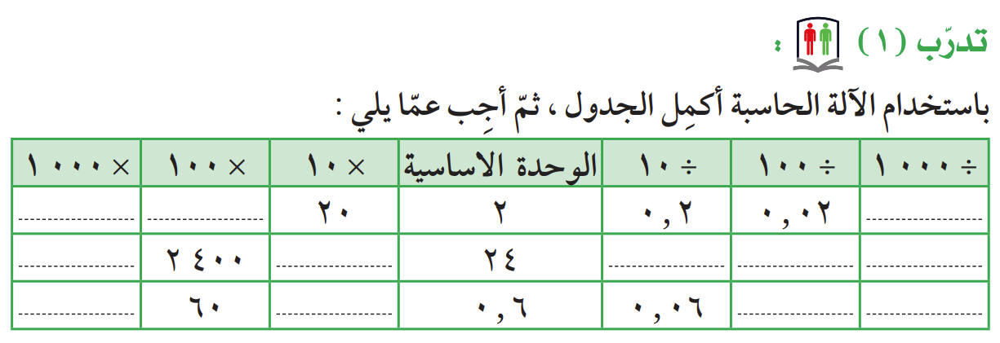 تدرّب (١) :
باستخدام الآلة الحاسبة أكمِل الجدول ، ثمّ أجِب عمّا يلي :
÷ ١٠٠٠ ÷ ١٠٠ ÷ ١٠ الوحدة الاساسية × ١٠ × ١٠٠ × ١٠٠٠
.................... ٠,٠٢ ٠,٢ ٢ ٢٠ .................... ....................
.................... .................... .................... ٢٤ .................... ٢٤٠٠ ....................
.................... .................... ٠,٠٦ ٠,٦ .................... ٦٠ ....................